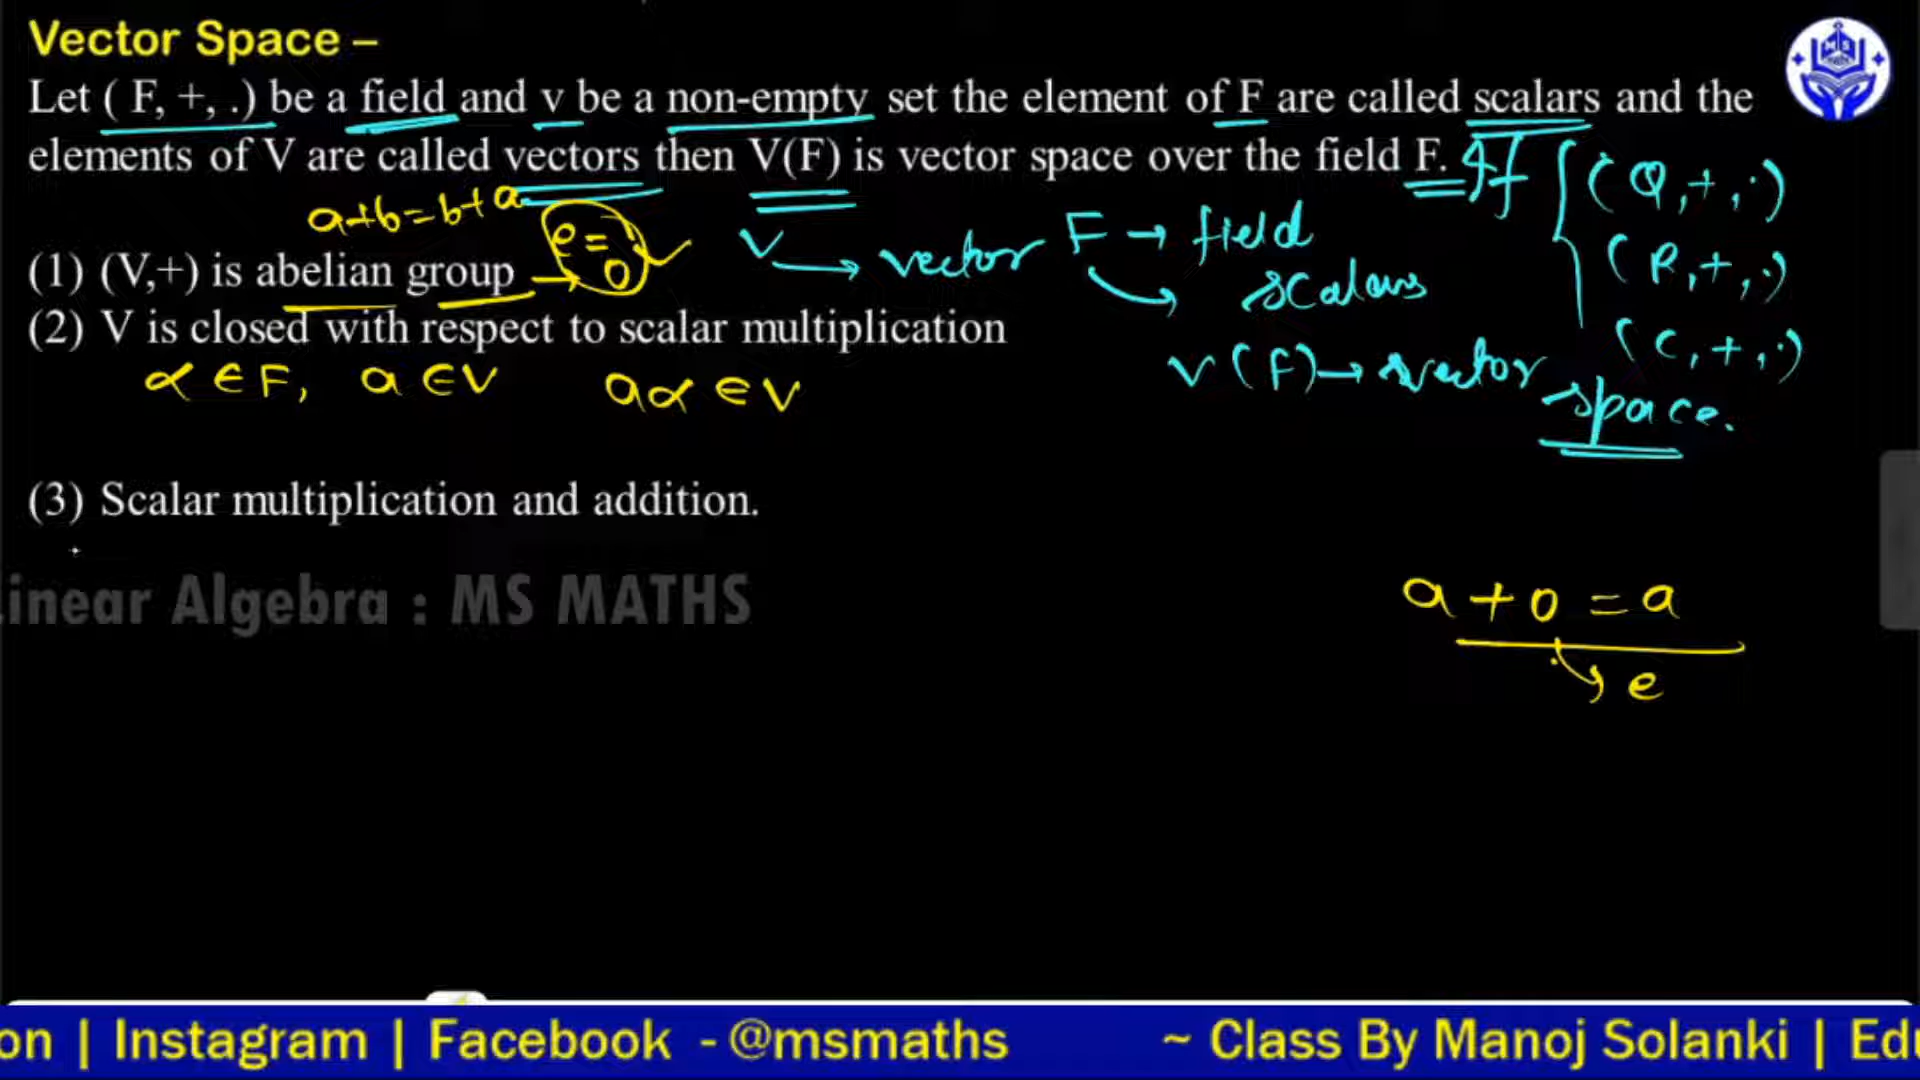 Vector Space –
Let ( F, +, .) be a field and v be a non-empty set the element of F are called scalars and the
elements of V are called vectors then V(F) is vector space over the field F. If
(Q,+,.)
(R,+,.)
(C,+,.)
a+b=b+a
e=
0
V → vector
F → field
scalars
V(F) → vector
space.
(1) (V,+) is abelian group
(2) V is closed with respect to scalar multiplication
α ∈ F, a ∈ V aα ∈ V
(3) Scalar multiplication and addition.
inear Algebra : MS MATHS
a + 0 = a
e
on | Instagram | Facebook - @msmaths ~ Class By Manoj Solanki | Edu